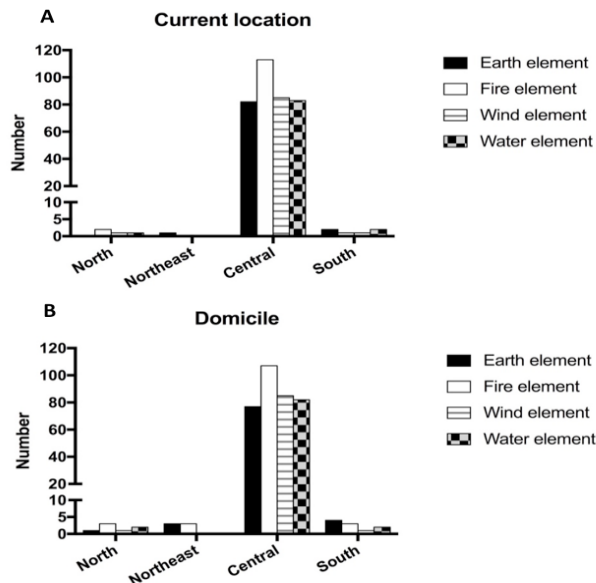 A
Current location
Number
120
100
80
60
40
20
10
5
0
North
Northeast
Central
South
Earth element
Fire element
Wind element
Water element
B
Domicile
Number
120
100
80
60
40
20
10
5
0
North
Northeast
Central
South
Earth element
Fire element
Wind element
Water element